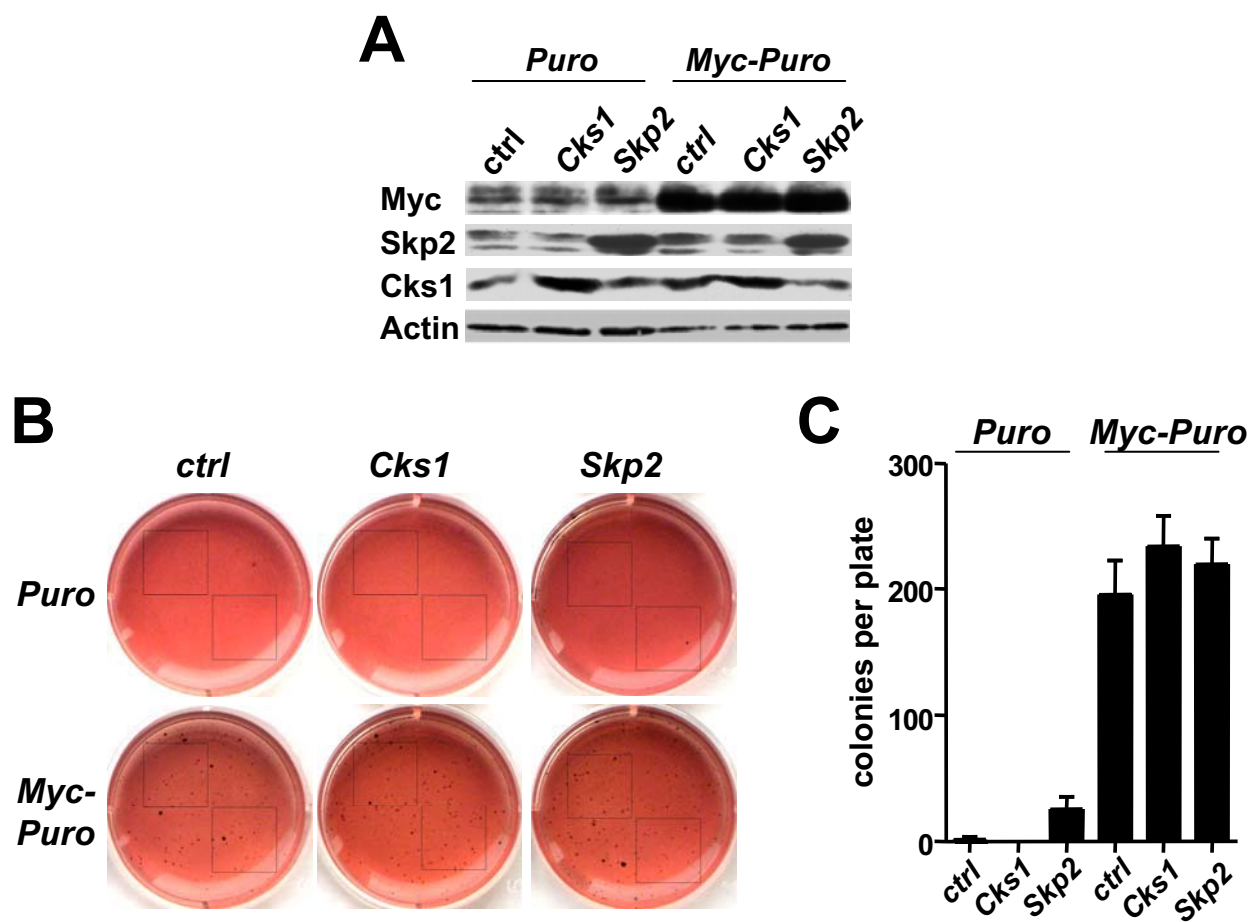 A
Puro Myc-Puro
ctrl Cks1 Skp2 ctrl Cks1 Skp2
Myc
Skp2
Cks1
Actin
B
ctrl Cks1 Skp2
Puro
Myc-
Puro
C
Puro Myc-Puro
colonies per plate
300
200
100
0
ctrl Cks1 Skp2 ctrl Cks1 Skp2